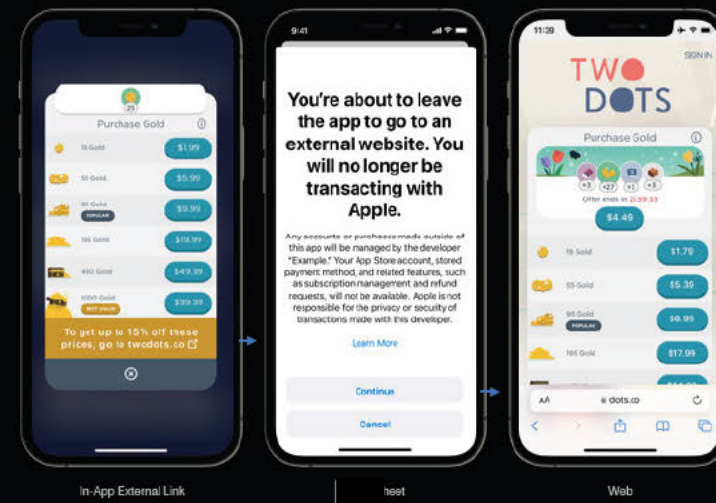 25
Purchase Gold
18 Gold
$1.99
55 Gold
$5.99
95 Gold
POPULAR
$9.99
195 Gold
$19.99
$49.99
1000 Gold
BEST VALUE
$99.99
To get up to 15% off these
prices, go to twodots.co
In-App External Link
9:41
You're about to leave
the app to go to an
external website. You
will no longer be
transacting with
Apple.
Any accounts or purchases made outside of
this app will be managed by the developer
"Example." Your App Store account, stored
payment method, and related features, such
as subscription management and refund
requests, will not be available. Apple is not
responsible for the privacy or security of
transactions made with this developer.
Learn More
Continue
Cancel
heet
11:39
SIGN IN
TWO
DOTS
Purchase Gold
+3 +27 +1 +3
Offer ends in 21:59:33
$4.49
18 Gold
$1.79
55 Gold
$5.39
95 Gold
POPULAR
$8.99
195 Gold
$17.99
AA dots.co
Web